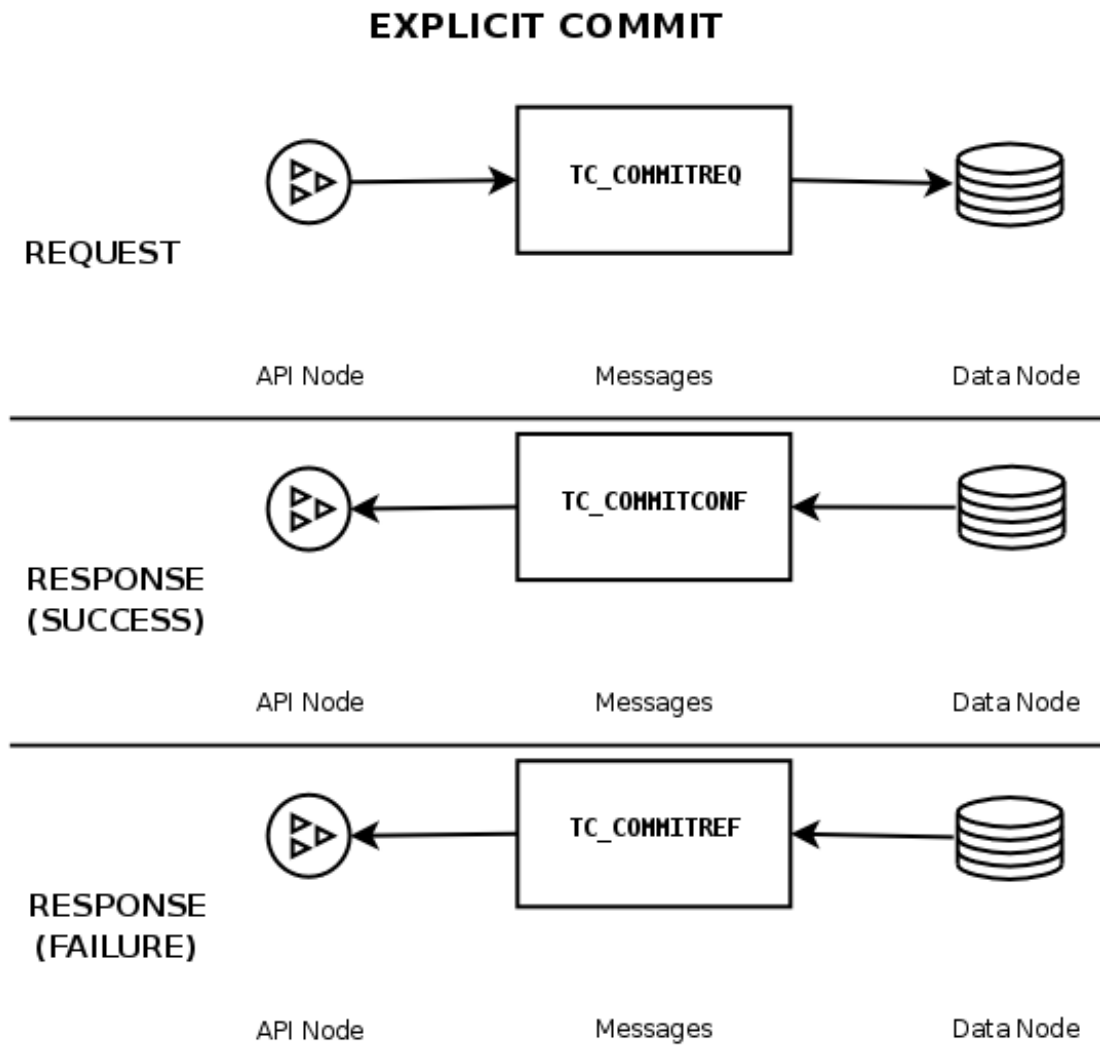 EXPLICIT COMMIT
TC_COMMITREQ
REQUEST
API Node Messages Data Node
TC_COMMITCONF
RESPONSE
(SUCCESS)
API Node Messages Data Node
TC_COMMITREF
RESPONSE
(FAILURE)
API Node Messages Data Node